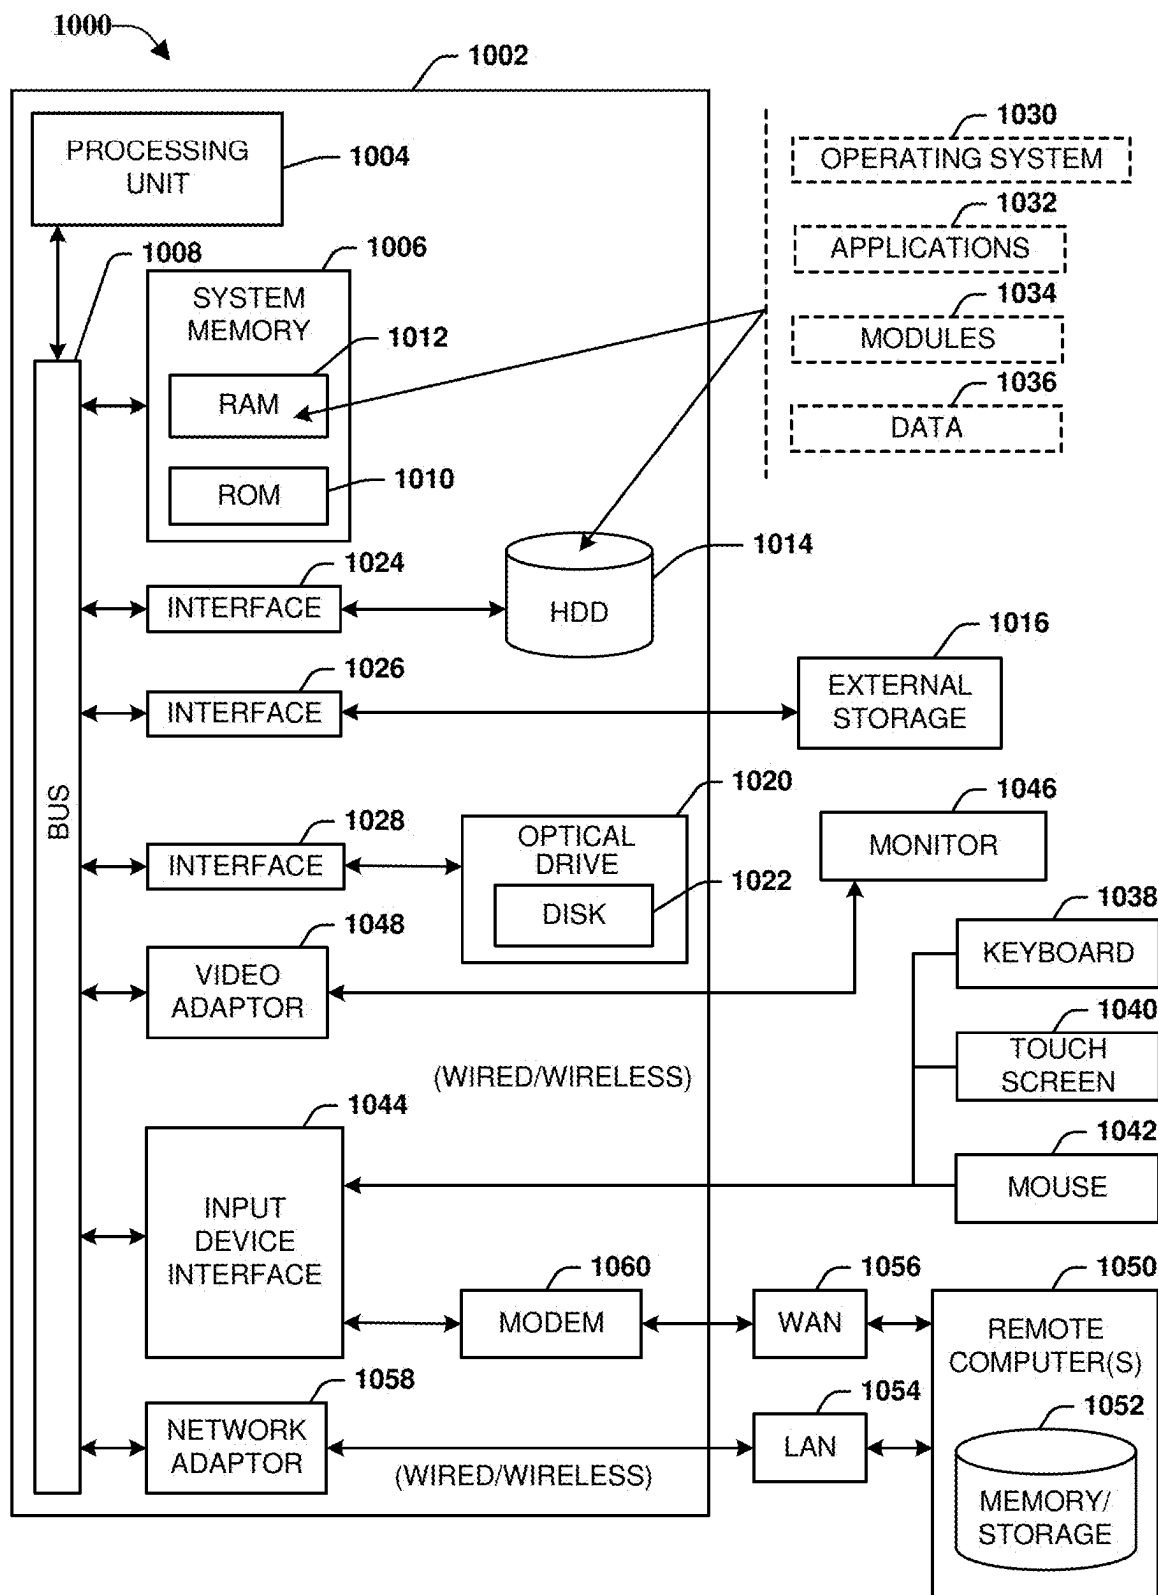 1000
1002
PROCESSING
UNIT
1004
1030
OPERATING SYSTEM
1032
APPLICATIONS
1034
MODULES
1036
DATA
1008
1006
SYSTEM
MEMORY
1012
RAM
1010
ROM
1024
INTERFACE
1014
HDD
1026
INTERFACE
1016
EXTERNAL
STORAGE
BUS
1028
INTERFACE
1020
OPTICAL
DRIVE
1022
DISK
1046
MONITOR
1048
VIDEO
ADAPTOR
1038
KEYBOARD
1040
TOUCH
SCREEN
(WIRED/WIRELESS)
1042
MOUSE
1044
INPUT
DEVICE
INTERFACE
1060
MODEM
1056
WAN
1050
REMOTE
COMPUTER(S)
1058
NETWORK
ADAPTOR
(WIRED/WIRELESS)
1054
LAN
1052
MEMORY/
STORAGE